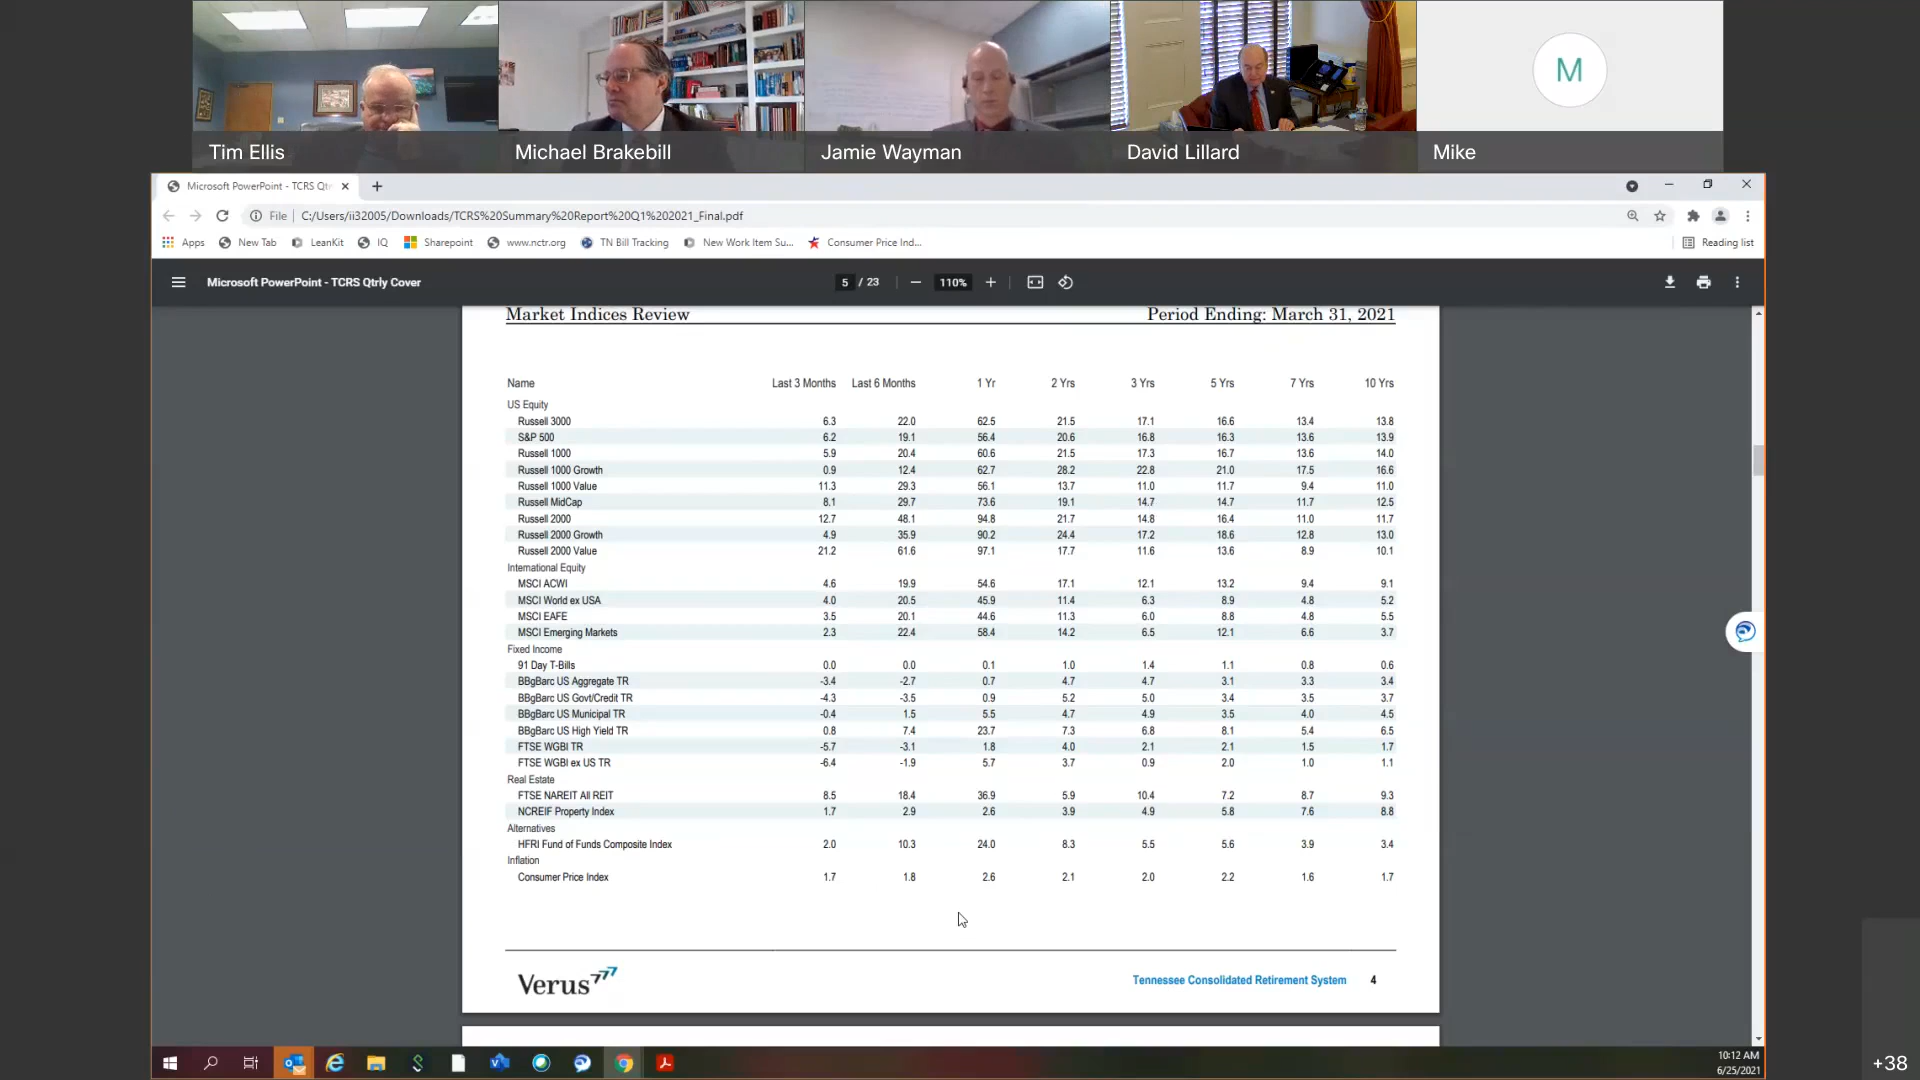 M
Tim Ellis
Michael Brakebill
Jamie Wayman
David Lillard
Mike
Microsoft PowerPoint - TCRS Qtr
File
C:/Users/ii32005/Downloads/TCRS%20Summary%20Report%20Q1%202021_Final.pdf
Apps New Tab LeanKit IQ Sharepoint www.nctr.org TN Bill Tracking New Work Item Su... Consumer Price Ind... Reading list
Microsoft PowerPoint - TCRS Qtrly Cover 5 / 23 110%
Market Indices Review Period Ending: March 31, 2021
Name Last 3 Months Last 6 Months 1 Yr 2 Yrs 3 Yrs 5 Yrs 7 Yrs 10 Yrs
US Equity
Russell 3000 6.3 22.0 62.5 21.5 17.1 16.6 13.4 13.8
S&P 500 6.2 19.1 56.4 20.6 16.8 16.3 13.6 13.9
Russell 1000 5.9 20.4 60.6 21.5 17.3 16.7 13.6 14.0
Russell 1000 Growth 0.9 12.4 62.7 28.2 22.8 21.0 17.5 16.6
Russell 1000 Value 11.3 29.3 56.1 13.7 11.0 11.7 9.4 11.0
Russell MidCap 8.1 29.7 73.6 19.1 14.7 14.7 11.7 12.5
Russell 2000 12.7 48.1 94.8 21.7 14.8 16.4 11.0 11.7
Russell 2000 Growth 4.9 35.9 90.2 24.4 17.2 18.6 12.8 13.0
Russell 2000 Value 21.2 61.6 97.1 17.7 11.6 13.6 8.9 10.1
International Equity
MSCI ACWI 4.6 19.9 54.6 17.1 12.1 13.2 9.4 9.1
MSCI World ex USA 4.0 20.5 45.9 11.4 6.3 8.9 4.8 5.2
MSCI EAFE 3.5 20.1 44.6 11.3 6.0 8.8 4.8 5.5
MSCI Emerging Markets 2.3 22.4 58.4 14.2 6.5 12.1 6.6 3.7
Fixed Income
91 Day T-Bills 0.0 0.0 0.1 1.0 1.4 1.1 0.8 0.6
BBgBarc US Aggregate TR -3.4 -2.7 0.7 4.7 4.7 3.1 3.3 3.4
BBgBarc US Govt/Credit TR -4.3 -3.5 0.9 5.2 5.0 3.4 3.5 3.7
BBgBarc US Municipal TR -0.4 1.5 5.5 4.7 4.9 3.5 4.0 4.5
BBgBarc US High Yield TR 0.8 7.4 23.7 7.3 6.8 8.1 5.4 6.5
FTSE WGBI TR -5.7 -3.1 1.8 4.0 2.1 2.1 1.5 1.7
FTSE WGBI ex US TR -6.4 -1.9 5.7 3.7 0.9 2.0 1.0 1.1
Real Estate
FTSE NAREIT All REIT 8.5 18.4 36.9 5.9 10.4 7.2 8.7 9.3
NCREIF Property Index 1.7 2.9 2.6 3.9 4.9 5.8 7.6 8.8
Alternatives
HFRI Fund of Funds Composite Index 2.0 10.3 24.0 8.3 5.5 5.6 3.9 3.4
Inflation
Consumer Price Index 1.7 1.8 2.6 2.1 2.0 2.2 1.6 1.7
Verus777
Tennessee Consolidated Retirement System 4
10:12 AM
6/25/2021
+38